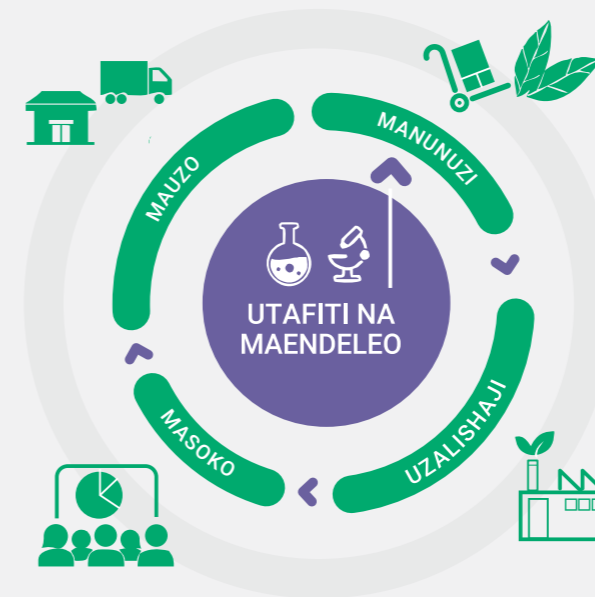 MAUZO
MANUNUZI
UTAFITI NA
MAENDELEO
MASOKO
UZALISHAJI